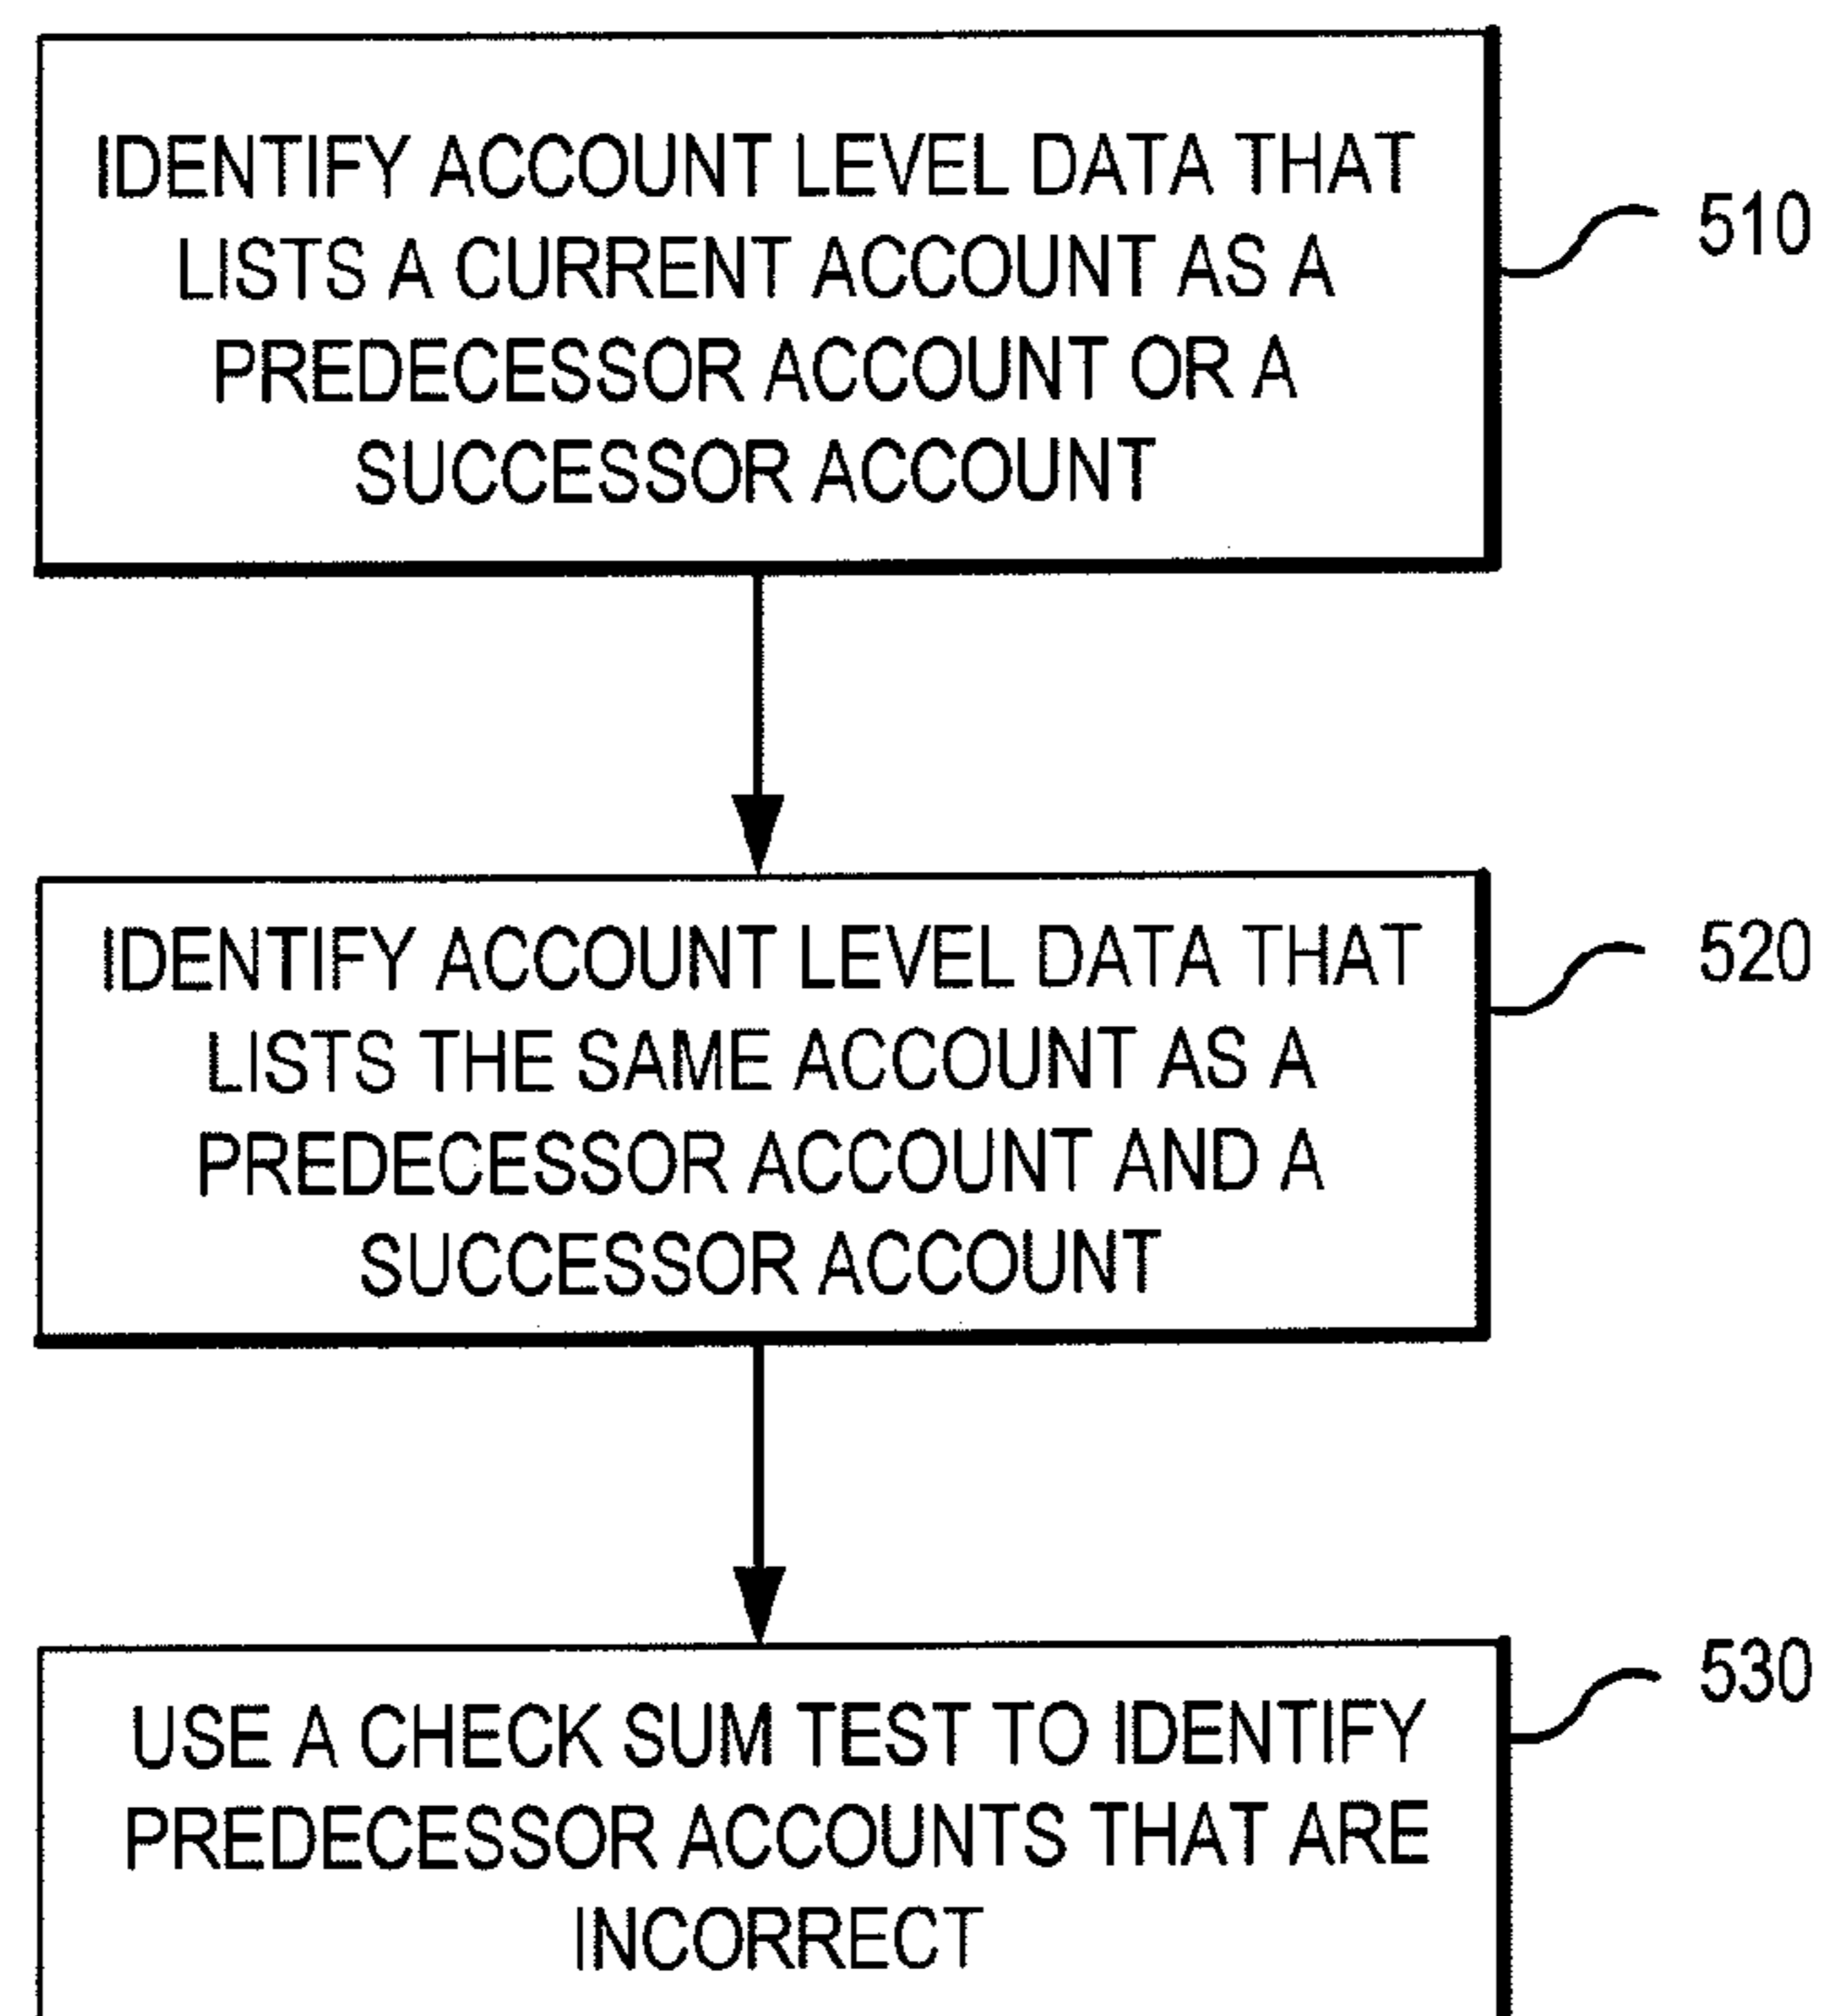 IDENTIFY ACCOUNT LEVEL DATA THAT
LISTS A CURRENT ACCOUNT AS A
PREDECESSOR ACCOUNT OR A
SUCCESSOR ACCOUNT
510
IDENTIFY ACCOUNT LEVEL DATA THAT
LISTS THE SAME ACCOUNT AS A
PREDECESSOR ACCOUNT AND A
SUCCESSOR ACCOUNT
520
USE A CHECK SUM TEST TO IDENTIFY
PREDECESSOR ACCOUNTS THAT ARE
INCORRECT
530